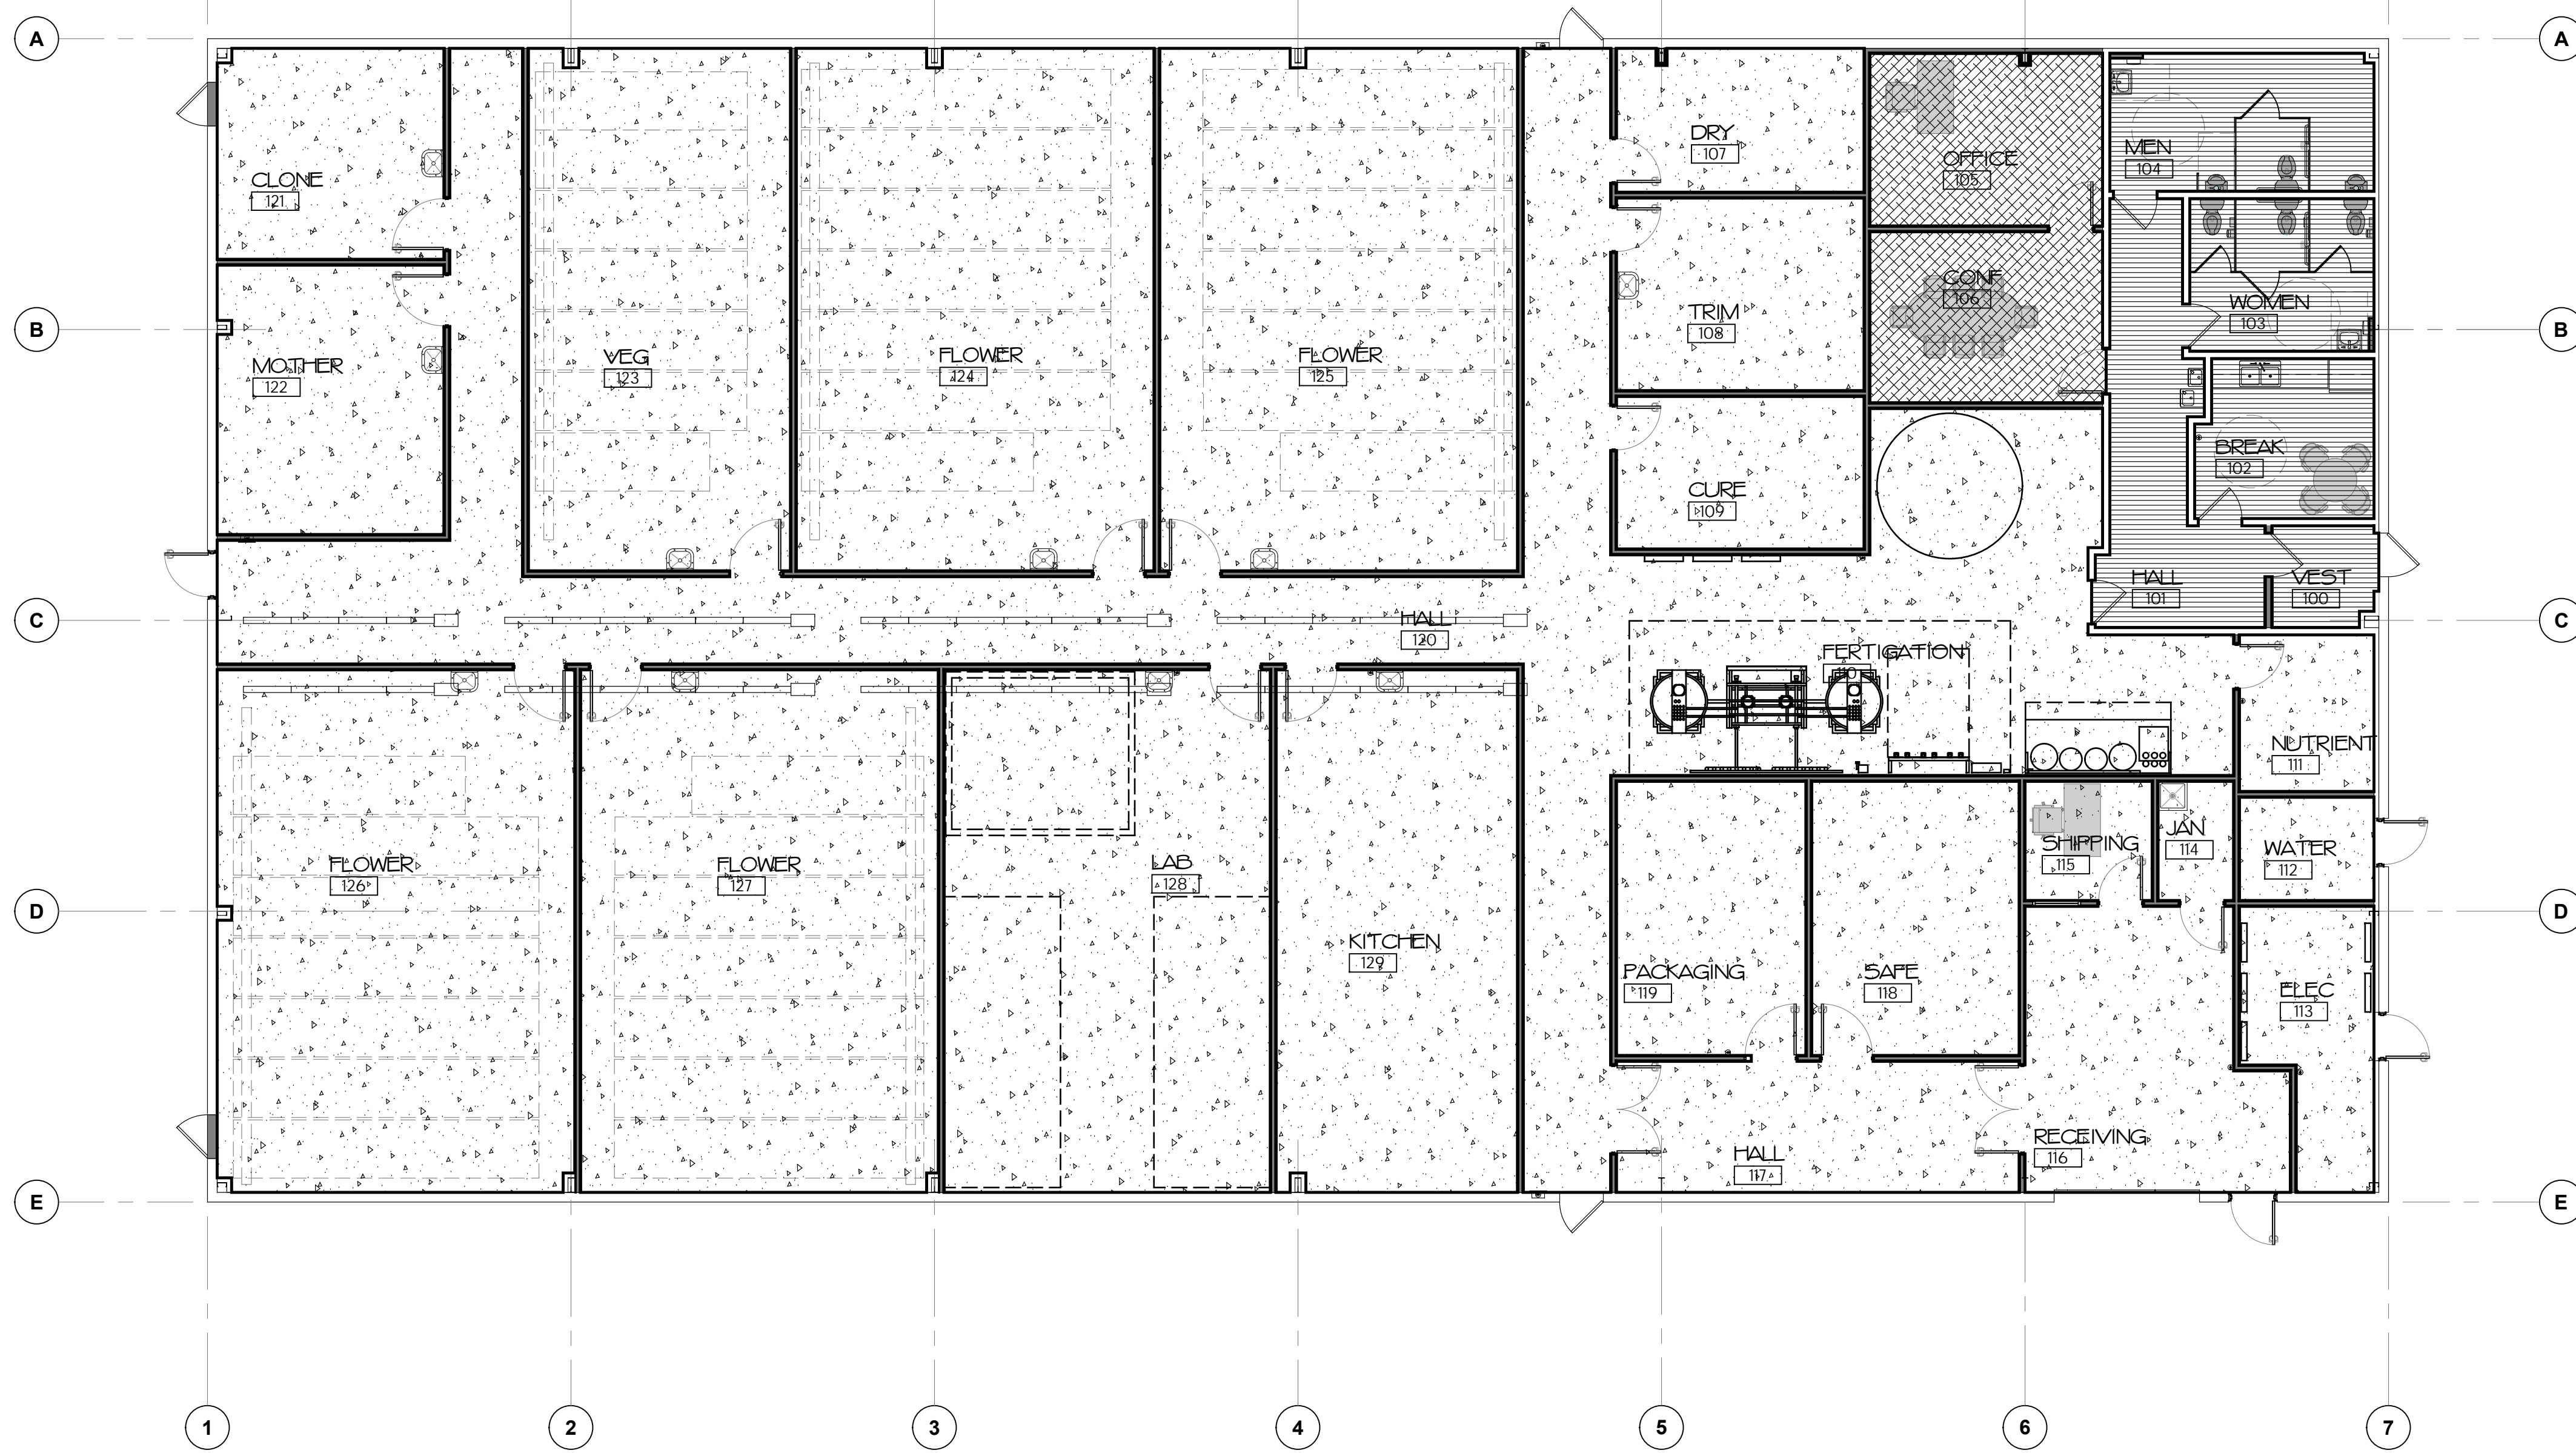 A
A
DRY
107
MEN
104
OFFICE
105
CLONE
121
CONF
106
WOMEN
103
TRIM
108
B
B
VEG
123
FLOWER
124
FLOWER
125
MOTHER
122
BREAK
102
CURE
109
HALL
101
VEST
100
C
C
HALL
120
FERTIGATION
110
NUTRIENT
111
SHIPPING
115
JAN
114
WATER
112
FLOWER
126
FLOWER
127
LAB
128
D
D
KITCHEN
129
PACKAGING
119
SAFE
118
ELEC
113
RECEIVING
116
HALL
117
E
E
1
2
3
4
5
6
7